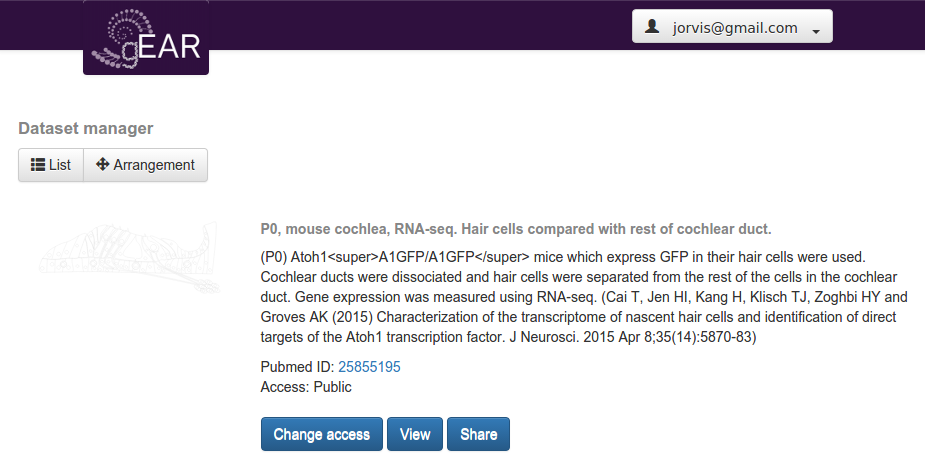 gEAR
jorvis@gmail.com
Dataset manager
List
Arrangement
P0, mouse cochlea, RNA-seq. Hair cells compared with rest of cochlear duct.
(P0) Atoh1<super>A1GFP/A1GFP</super> mice which express GFP in their hair cells were used.
Cochlear ducts were dissociated and hair cells were separated from the rest of the cells in the cochlear
duct. Gene expression was measured using RNA-seq. (Cai T, Jen HI, Kang H, Klisch TJ, Zoghbi HY and
Groves AK (2015) Characterization of the transcriptome of nascent hair cells and identification of direct
targets of the Atoh1 transcription factor. J Neurosci. 2015 Apr 8;35(14):5870-83)
Pubmed ID: 25855195
Access: Public
Change access
View
Share